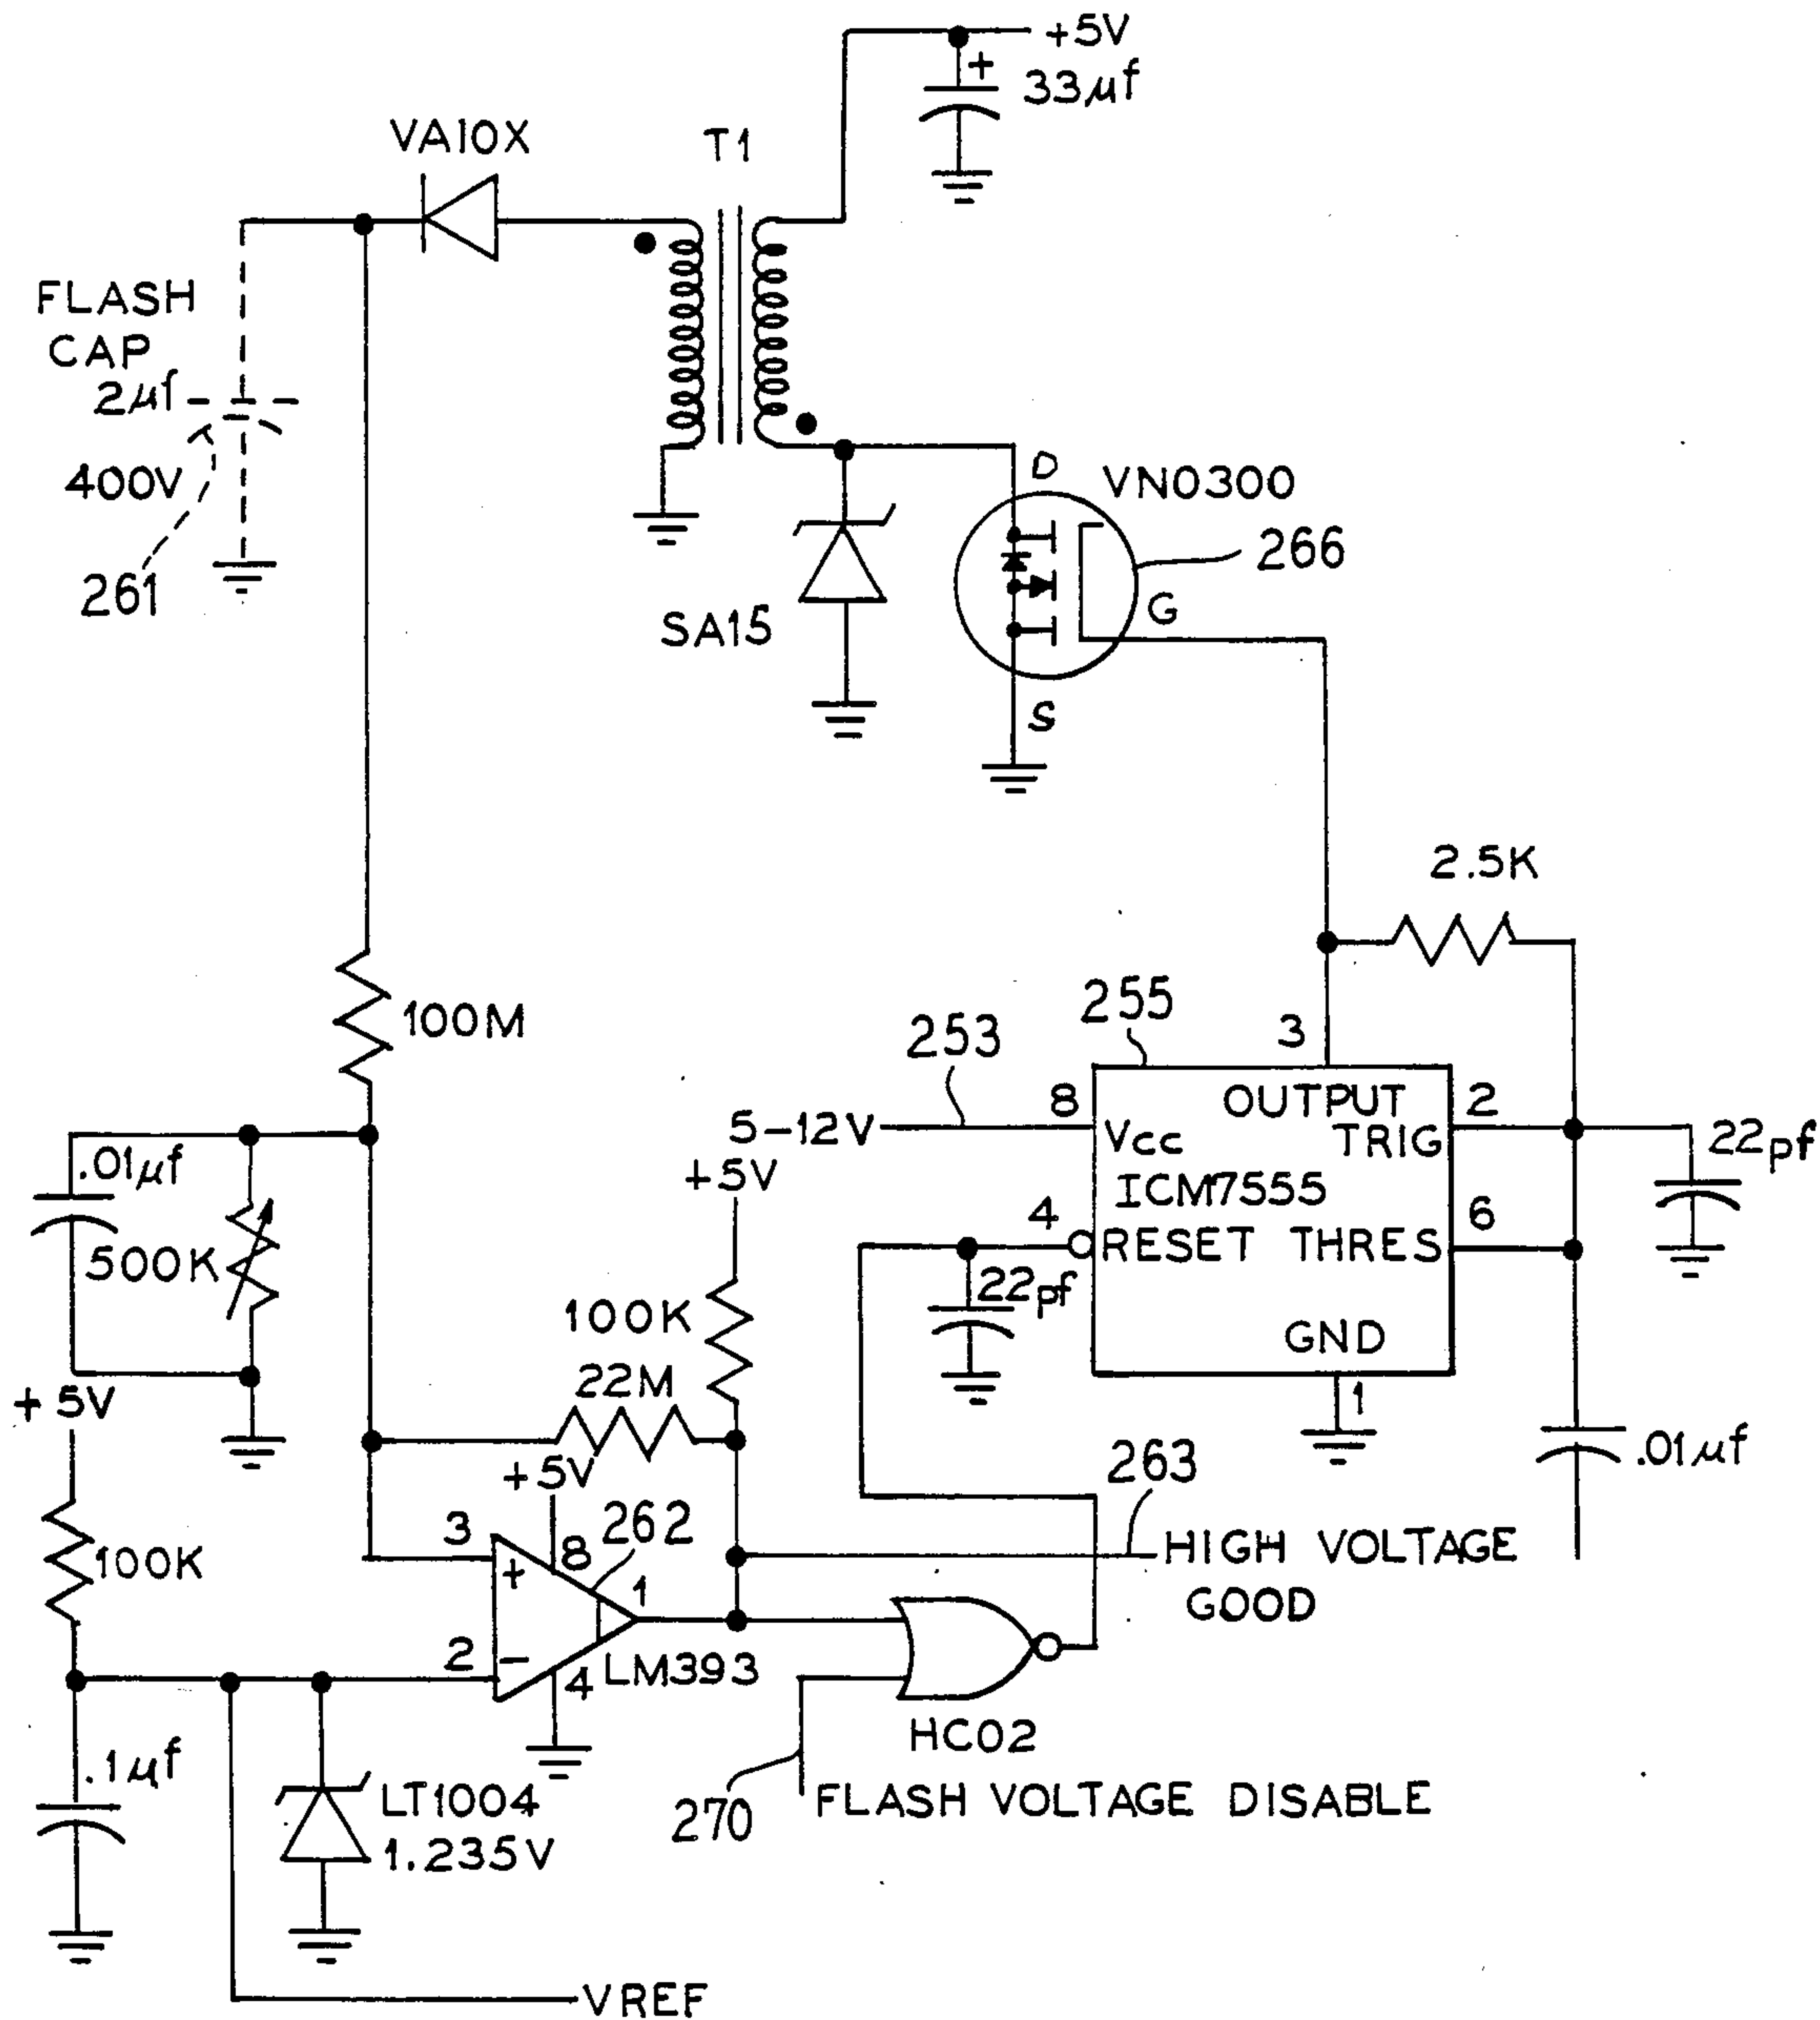 +5V
+
33µf
VA10X
T1
FLASH
CAP
2µf
400V
261
D
VN0300
266
G
SA15
S
2.5K
100M
255
253
3
8
OUTPUT
2
5-12V
Vcc
TRIG
22pf
.01µf
+5V
ICM7555
4
6
500K
RESET
THRES
22pf
100K
GND
22M
1
+5V
.01µf
+5V
263
3
8
262
HIGH VOLTAGE
100K
+
1
GOOD
2
-
4
LM393
HC02
.1µf
LT1004
1.235V
270
FLASH VOLTAGE DISABLE
VREF